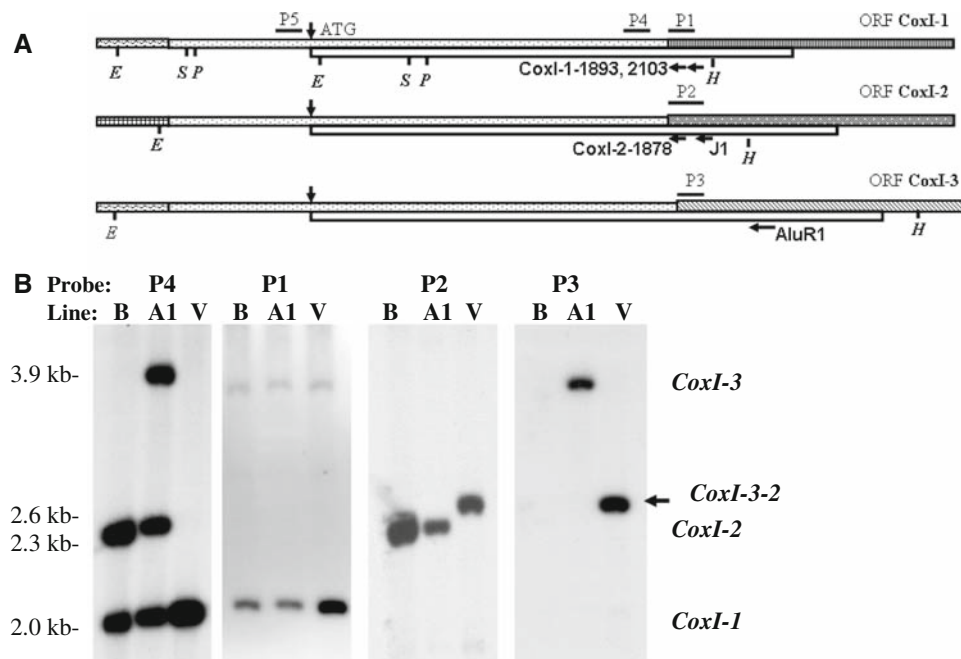 A
P5
ATG
P4
P1
ORF CoxI-1
E
S P
E
S
P
CoxI-1-1893, 2103
H
P2
ORF CoxI-2
E
CoxI-2-1878
J1
H
P3
ORF CoxI-3
E
AluR1
H
B Probe: P4 P1 P2 P3
Line: B A1 V B A1 V B A1 V B A1 V
3.9 kb-
CoxI-3
CoxI-3-2
2.6 kb-
CoxI-2
2.3 kb-
CoxI-1
2.0 kb-